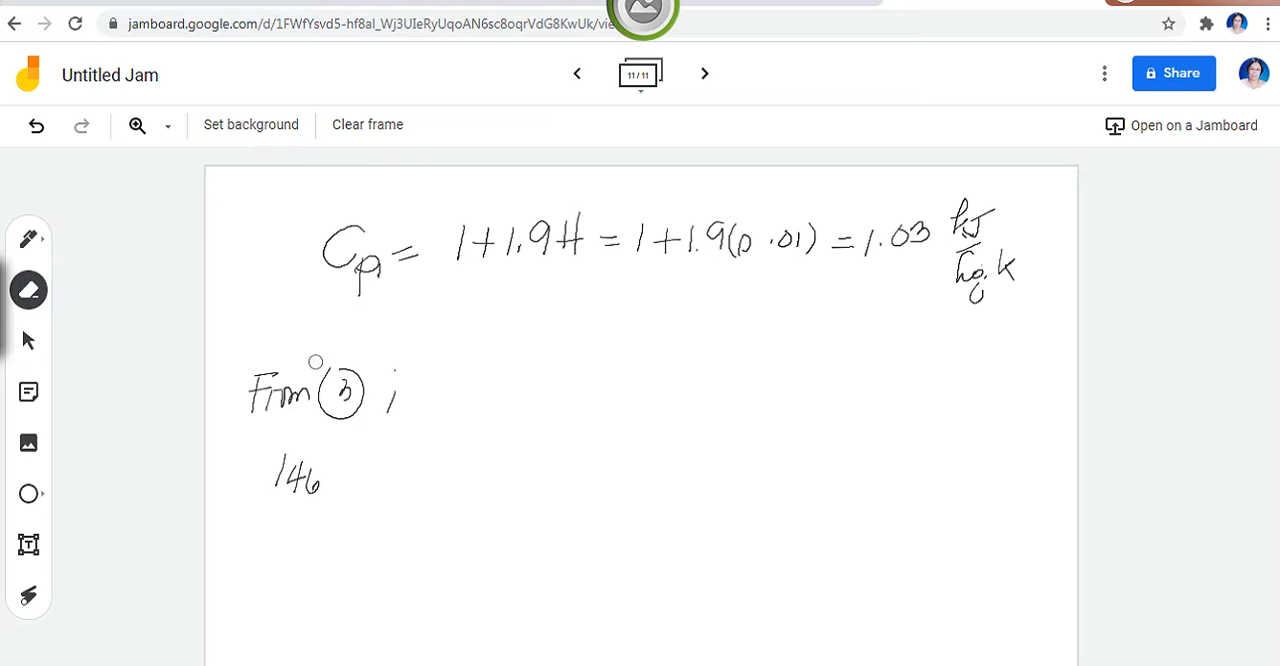 jamboard.google.com/d/1FWfYsvd5-hf8al_Wj3UIeRyUqoAN6sc8oqrVdG8KwUk/vie
Untitled Jam
11 / 11
Share
Set background
Clear frame
Open on a Jamboard
Cp = 1+1.9H = 1+1.9(0.01) = 1.03 kJ/kg.K
From (3) ;
146